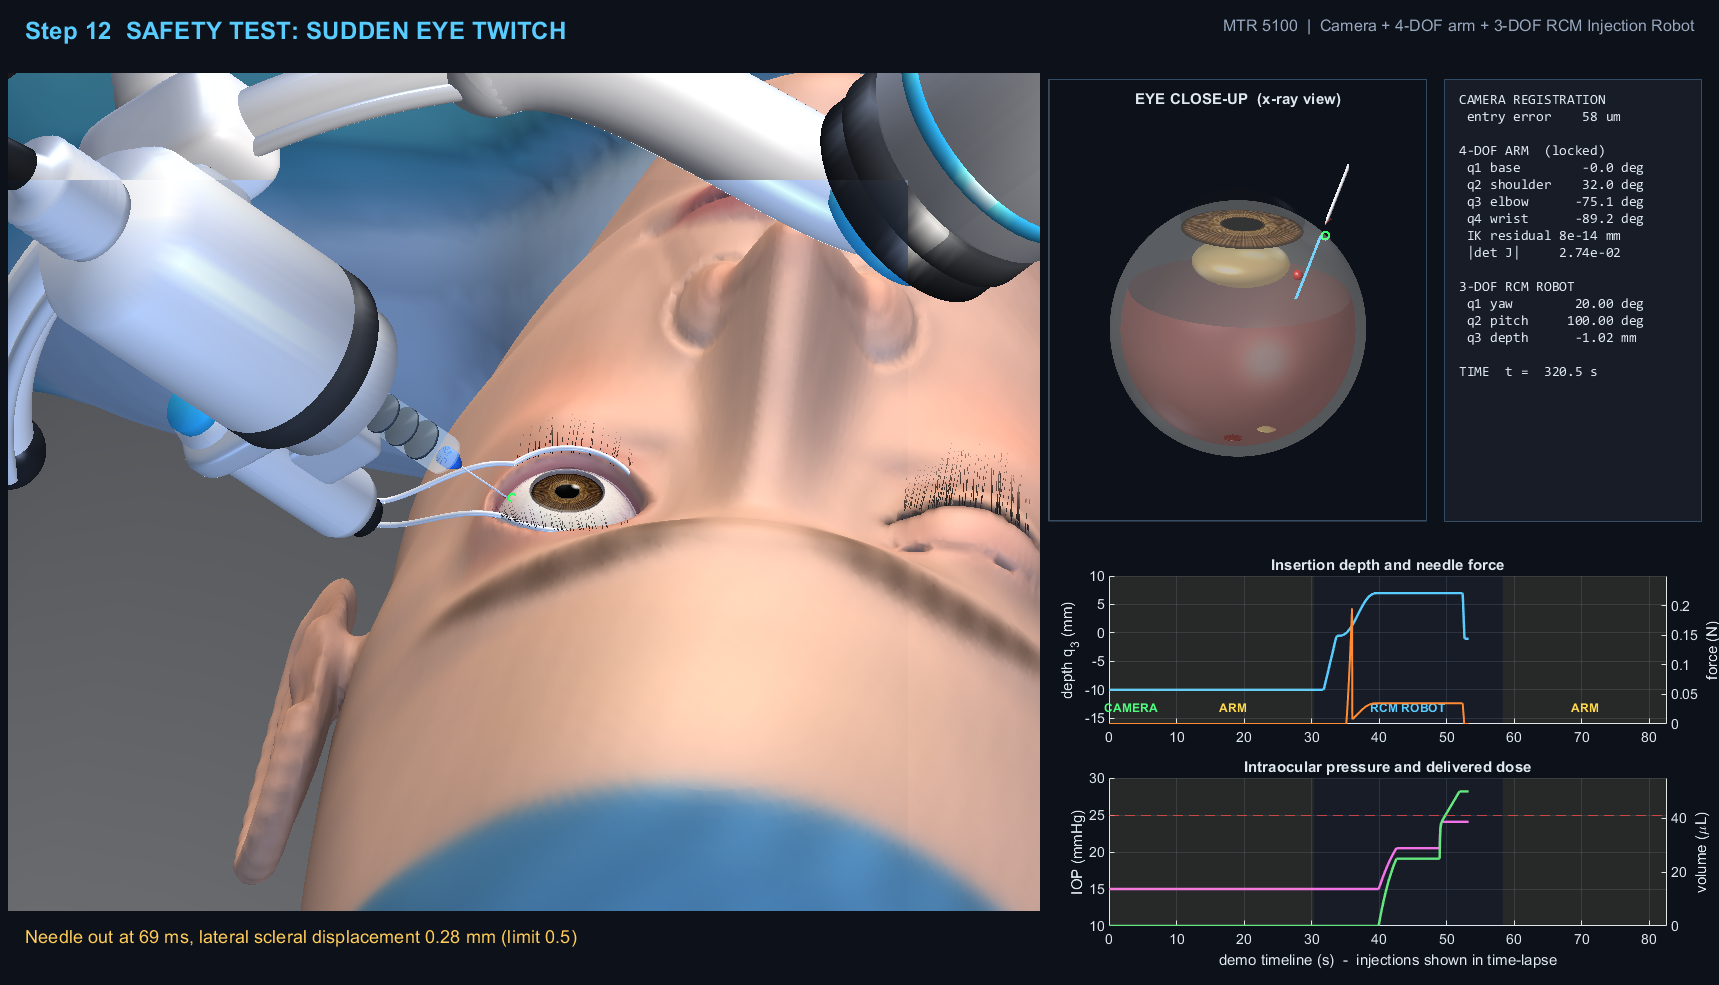 Step 12  SAFETY TEST: SUDDEN EYE TWITCH
MTR 5100  |  Camera + 4-DOF arm + 3-DOF RCM Injection Robot
EYE CLOSE-UP  (x-ray view)
CAMERA REGISTRATION
entry error    58 um
4-DOF ARM  (locked)
q1 base        -0.0 deg
q2 shoulder    32.0 deg
q3 elbow      -75.1 deg
q4 wrist      -89.2 deg
IK residual 8e-14 mm
|det J|     2.74e-02
3-DOF RCM ROBOT
q1 yaw        20.00 deg
q2 pitch     100.00 deg
q3 depth      -1.02 mm
TIME  t =  320.5 s
Insertion depth and needle force
10
5
0
-5
-10
-15
depth q3 (mm)
0.2
0.15
0.1
0.05
0
force (N)
CAMERA
ARM
RCM ROBOT
ARM
0 10 20 30 40 50 60 70 80
Intraocular pressure and delivered dose
30
25
20
15
10
IOP (mmHg)
40
20
0
volume (μL)
0 10 20 30 40 50 60 70 80
demo timeline (s)  -  injections shown in time-lapse
Needle out at 69 ms, lateral scleral displacement 0.28 mm (limit 0.5)